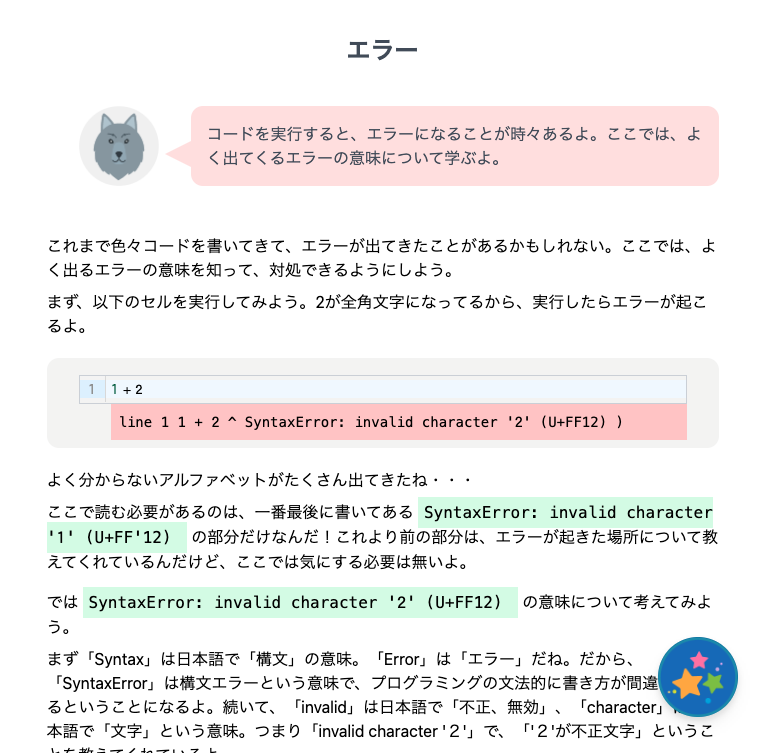 エラー
コードを実行すると、エラーになることが時々あるよ。ここでは、よ
く出てくるエラーの意味について学ぶよ。
これまで色々コードを書いてきて、エラーが出てきたことがあるかもしれない。ここでは、よ
く出るエラーの意味を知って、対処できるようにしよう。
まず、以下のセルを実行してみよう。2が全角文字になってるから、実行したらエラーが起こ
るよ。
1 1 + 2
line 1 1 + 2 ^ SyntaxError: invalid character '2' (U+FF12) )
よく分からないアルファベットがたくさん出てきたね・・・
ここで読む必要があるのは、一番最後に書いてある SyntaxError: invalid character
'1' (U+FF'12) の部分だけなんだ！これより前の部分は、エラーが起きた場所について教
えてくれているんだけど、ここでは気にする必要は無いよ。
では SyntaxError: invalid character '2' (U+FF12) の意味について考えてみよ
う。
まず「Syntax」は日本語で「構文」の意味。「Error」は「エラー」だね。だから、
「SyntaxError」は構文エラーという意味で、プログラミングの文法的に書き方が間違
るということになるよ。続いて、「invalid」は日本語で「不正、無効」、「character」
本語で「文字」という意味。つまり「invalid character '２'」で、「'２'が不正文字」というこ
とを教えてくれているよ